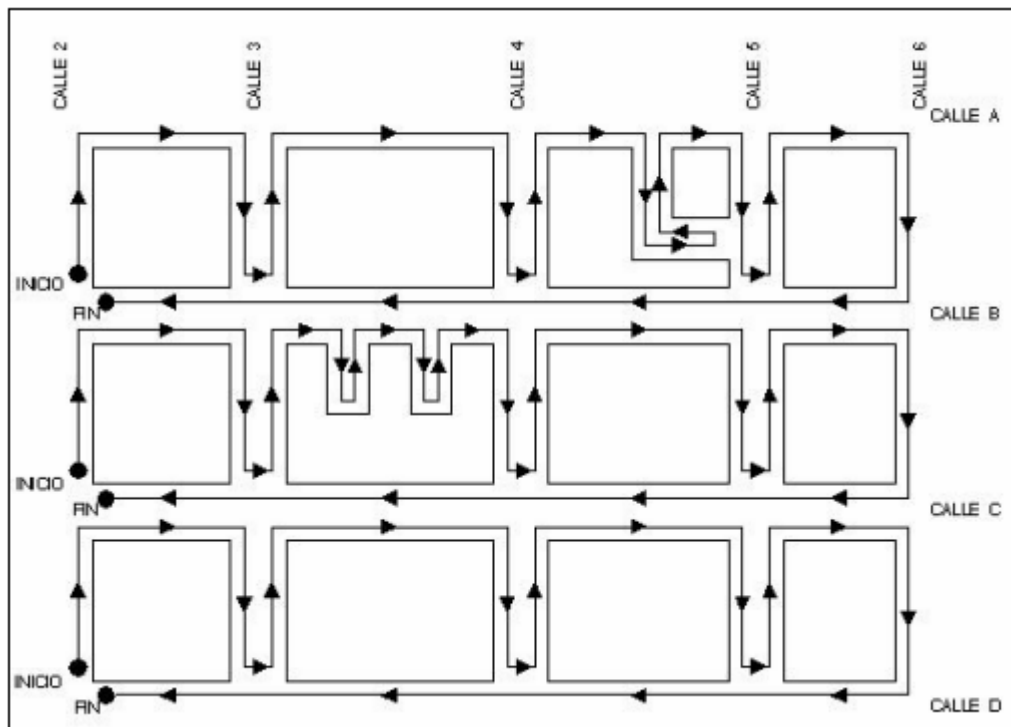 CALLE 2
CALLE 3
CALLE 4
CALLE 5
CALLE 6
CALLE A
INICIO
FIN
CALLE B
INICIO
FIN
CALLE C
INICIO
FIN
CALLE D